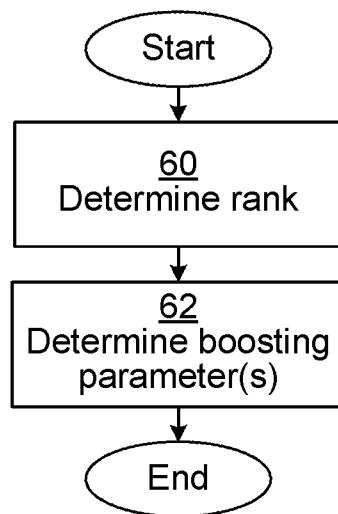 Start
60
Determine rank
62
Determine boosting
parameter(s)
End